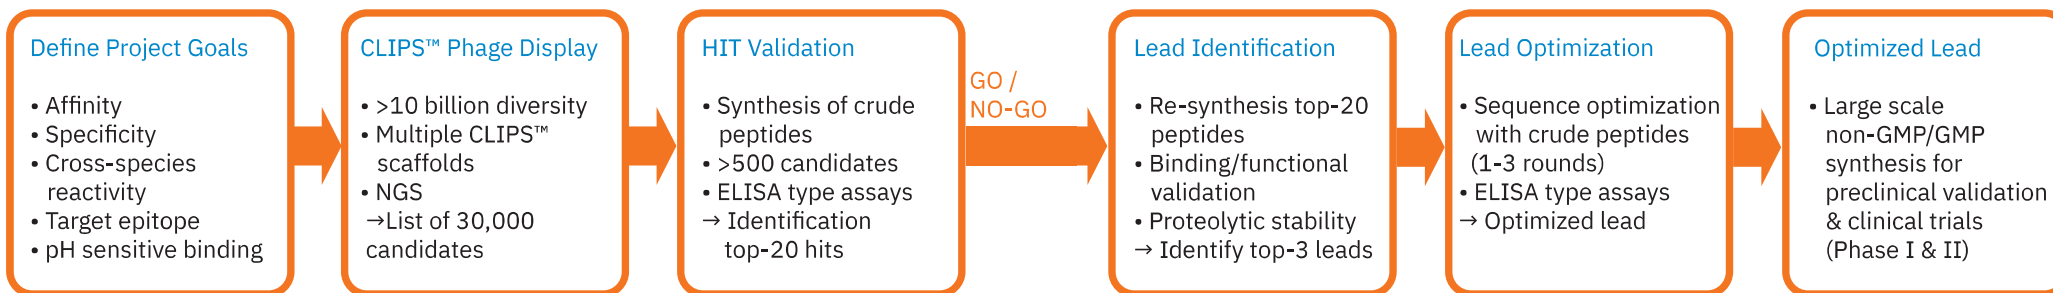 Define Project Goals
• Affinity
• Specificity
• Cross-species
reactivity
• Target epitope
• pH sensitive binding
CLIPS™ Phage Display
• >10 billion diversity
• Multiple CLIPS™
scaffolds
• NGS
→List of 30,000
candidates
HIT Validation
• Synthesis of crude
peptides
• >500 candidates
• ELISA type assays
→ Identification
top-20 hits
GO /
NO-GO
Lead Identification
• Re-synthesis top-20
peptides
• Binding/functional
validation
• Proteolytic stability
→ Identify top-3 leads
Lead Optimization
• Sequence optimization
with crude peptides
(1-3 rounds)
• ELISA type assays
→ Optimized lead
Optimized Lead
• Large scale
non-GMP/GMP
synthesis for
preclinical validation
& clinical trials
(Phase I & II)